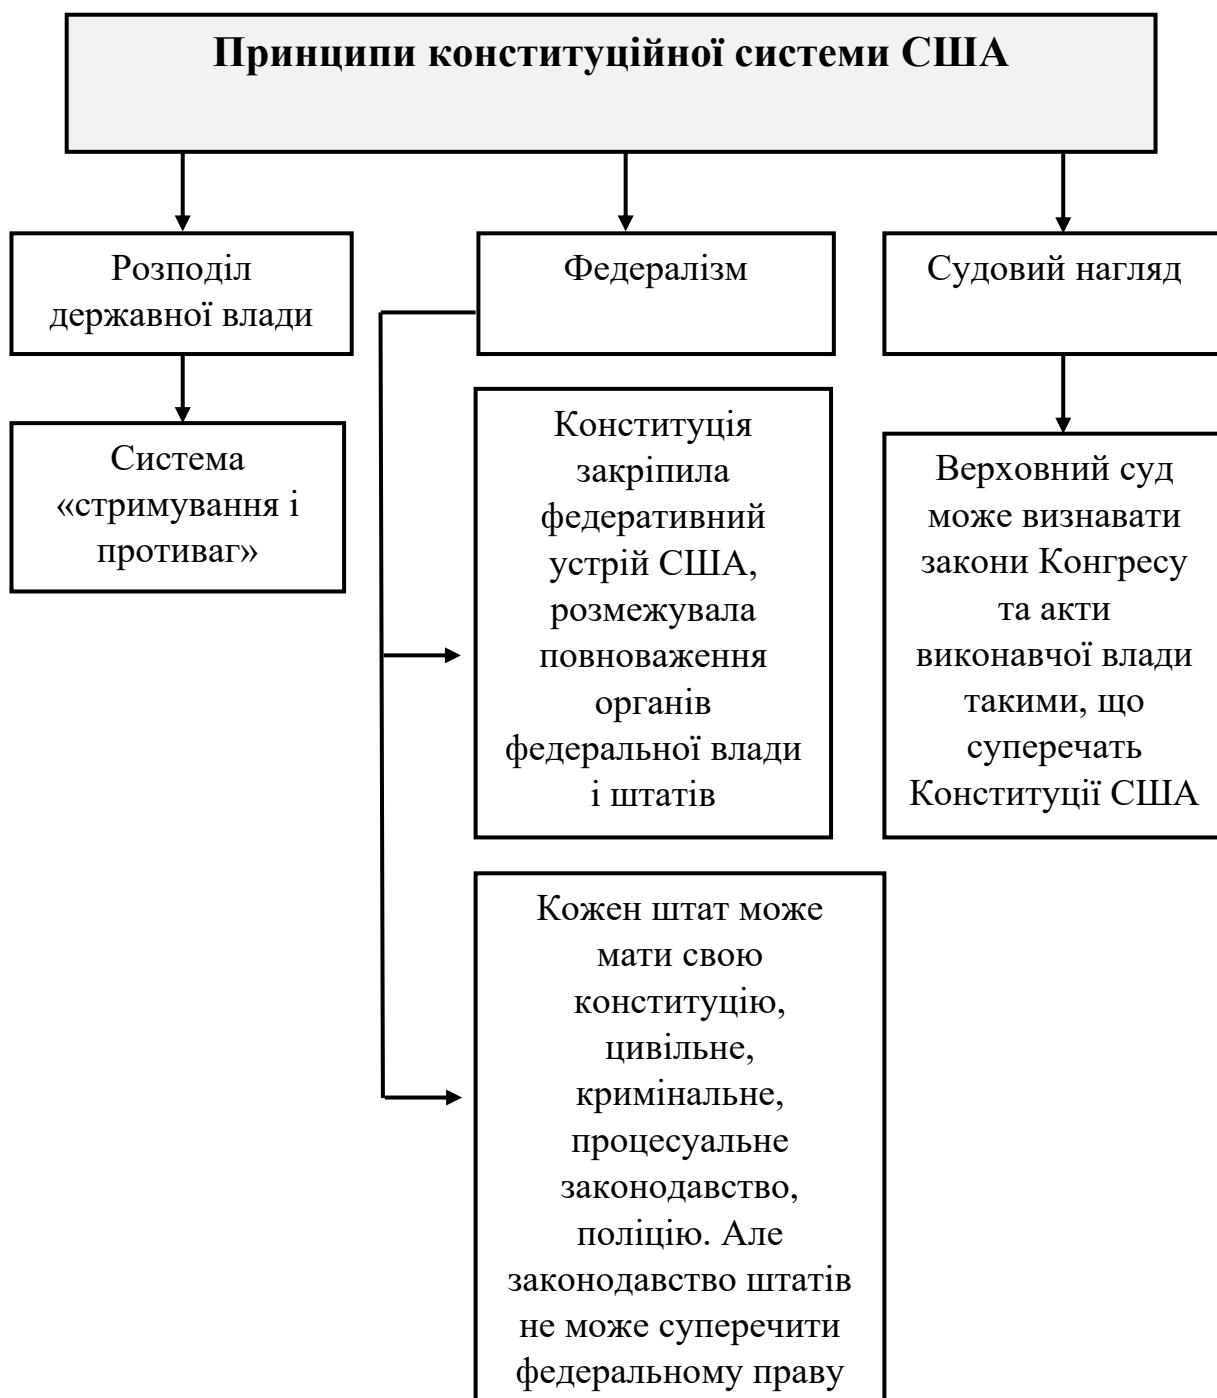 Принципи конституційної системи США
Розподіл
державної влади
Федералізм
Судовий нагляд
Система
«стримування і
противаг»
Конституція
закріпила
федеративний
устрій США,
розмежувала
повноваження
органів
федеральної влади
і штатів
Верховний суд
може визнавати
закони Конгресу
та акти
виконавчої влади
такими, що
суперечать
Конституції США
Кожен штат може
мати свою
конституцію,
цивільне,
кримінальне,
процесуальне
законодавство,
поліцію. Але
законодавство штатів
не може суперечити
федеральному праву